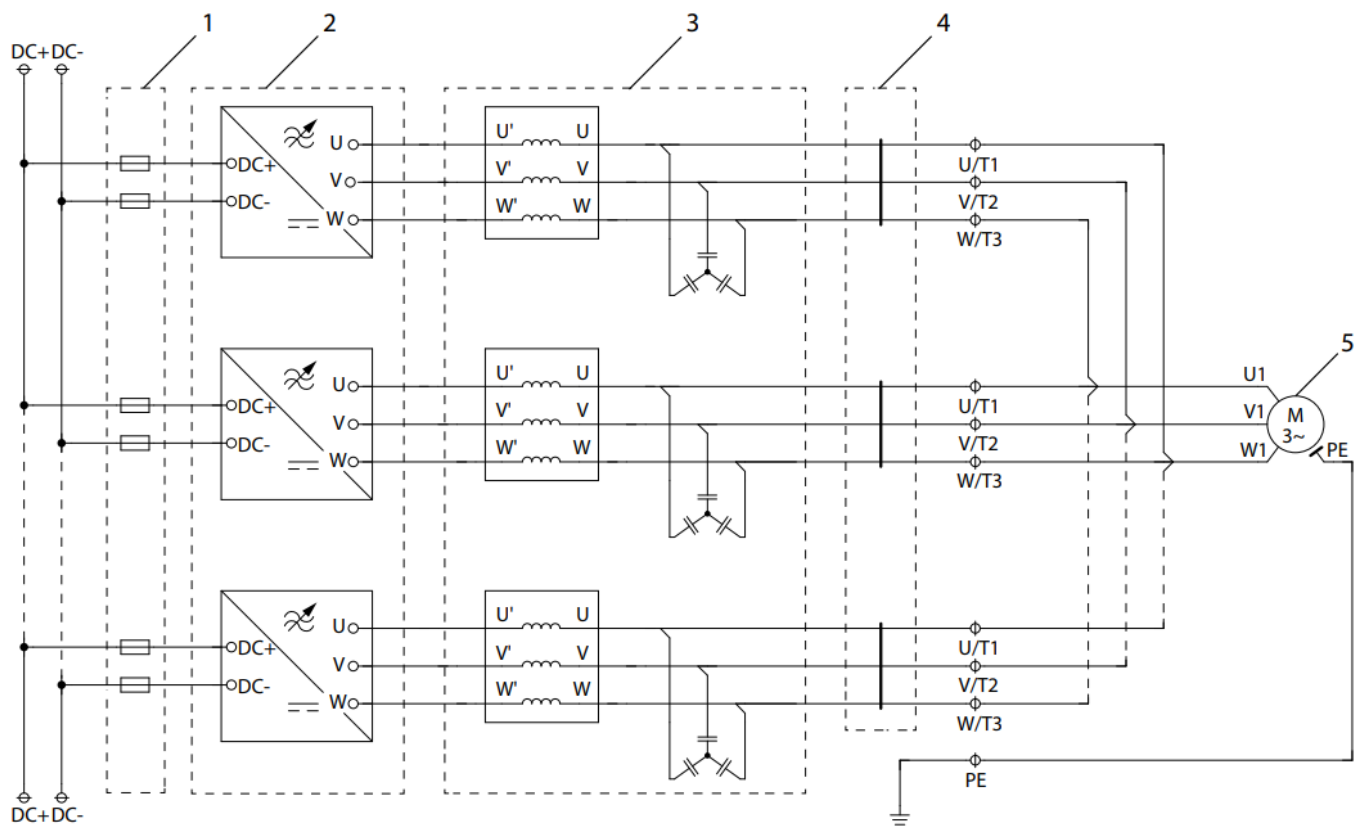 1 2 3 4
DC+ DC-
U U' U
DC+ V V' V U/T1
DC- W W' W V/T2
W/T3
5
U U' U U1
DC+ V V' V U/T1 V1 M
DC- W W' W V/T2 W1 3~ PE
W/T3
U U' U
DC+ V V' V U/T1
DC- W W' W V/T2
W/T3
PE
DC+ DC-